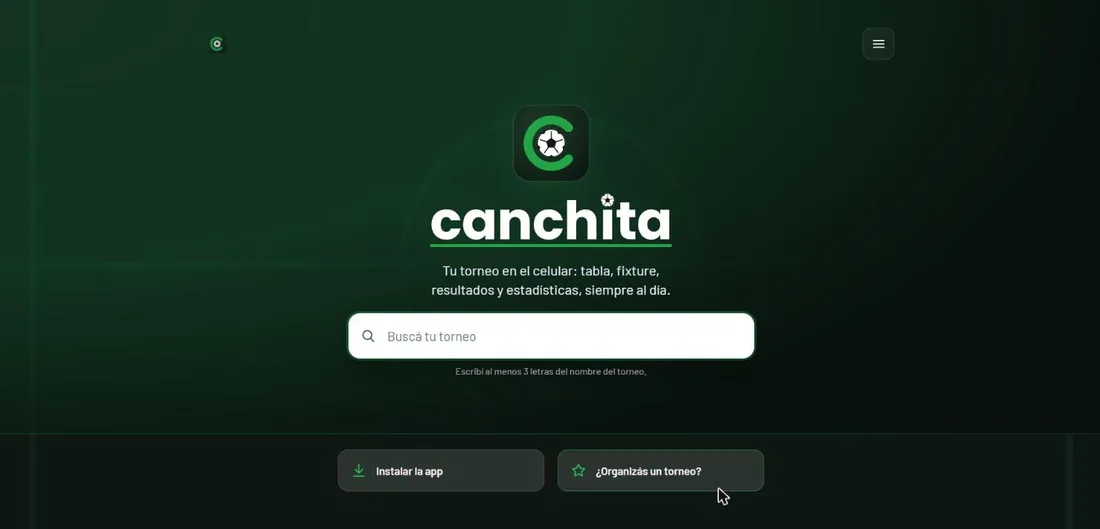 canchita
Tu torneo en el celular: tabla, fixture,
resultados y estadísticas, siempre al día.
Buscá tu torneo
Escribí al menos 3 letras del nombre del torneo.
Instalar la app
¿Organizás un torneo?